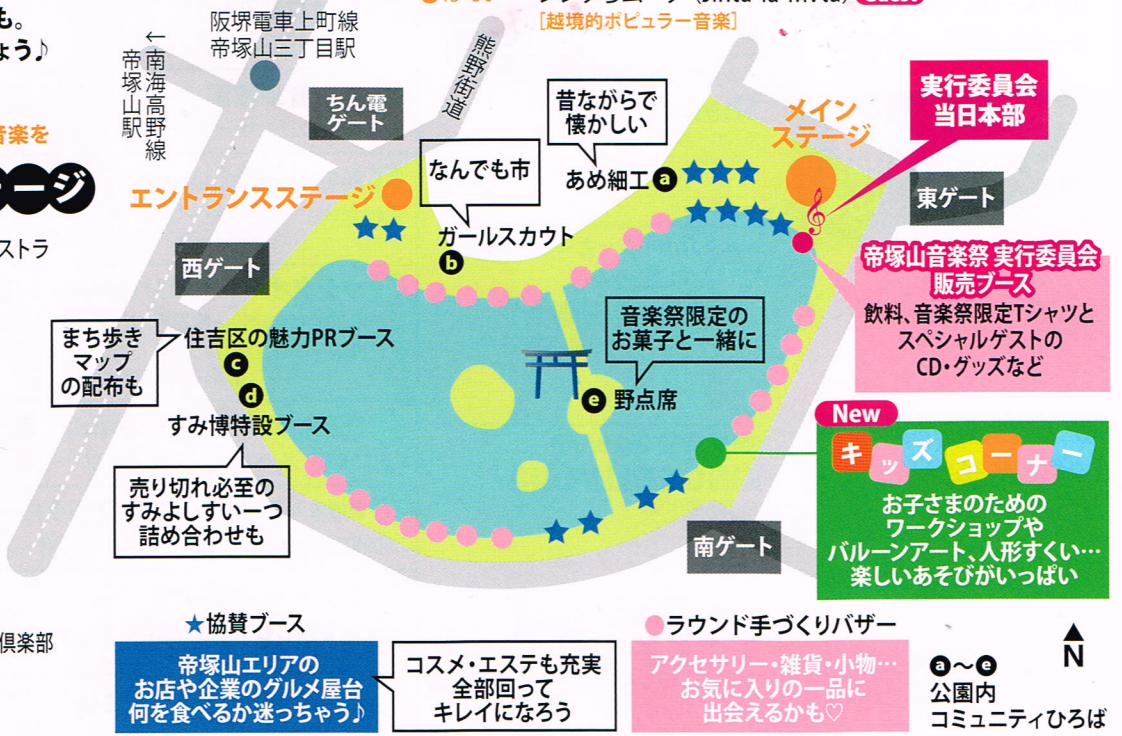 も。
ょう♪
音楽を
ージ
ストラ
倶楽部
[越境的ポピュラー音楽]
Guest
阪堺電車上町線
帝塚山三丁目駅
←南海高野線
帝塚山駅
熊野街道
ちん電
ゲート
昔ながらで
懐かしい
メイン
ステージ
実行委員会
当日本部
なんでも市
あめ細工 a
エントランスステージ
東ゲート
ガールスカウト
b
西ゲート
帝塚山音楽祭 実行委員会
販売ブース
飲料、音楽祭限定Tシャツと
スペシャルゲストの
CD・グッズなど
音楽祭限定の
お菓子と一緒に
まち歩き
マップ
の配布も
住吉区の魅力PRブース
c
d
e 野点席
すみ博特設ブース
New
キッズコーナー
お子さまのための
ワークショップや
バルーンアート、人形すくい…
楽しいあそびがいっぱい
売り切れ必至の
すみよしすい一つ
詰め合わせも
南ゲート
★協賛ブース
帝塚山エリアの
お店や企業のグルメ屋台
何を食べるか迷っちゃう♪
コスメ・エステも充実
全部回って
キレイになろう
●ラウンド手づくりバザー
アクセサリー・雑貨・小物…
お気に入りの一品に
出会えるかも♡
a〜e
公園内
コミュニティひろば
N